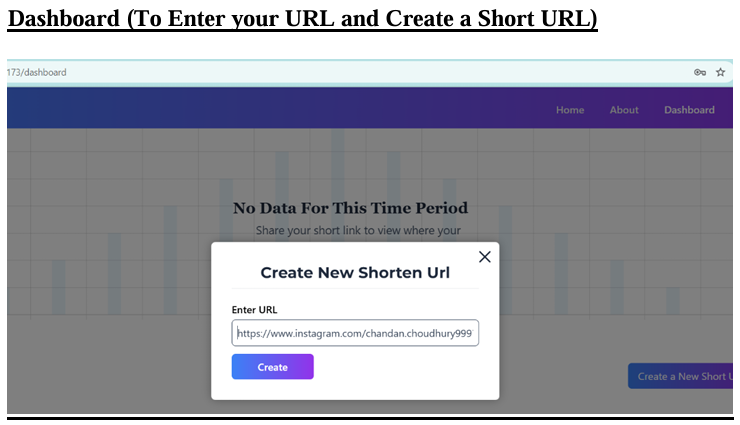 Dashboard (To Enter your URL and Create a Short URL)
173/dashboard
Home About Dashboard
No Data For This Time Period
Share your short link to view where your
Create New Shorten Url
Enter URL
https://www.instagram.com/chandan.choudhury999
Create
Create a New Short U